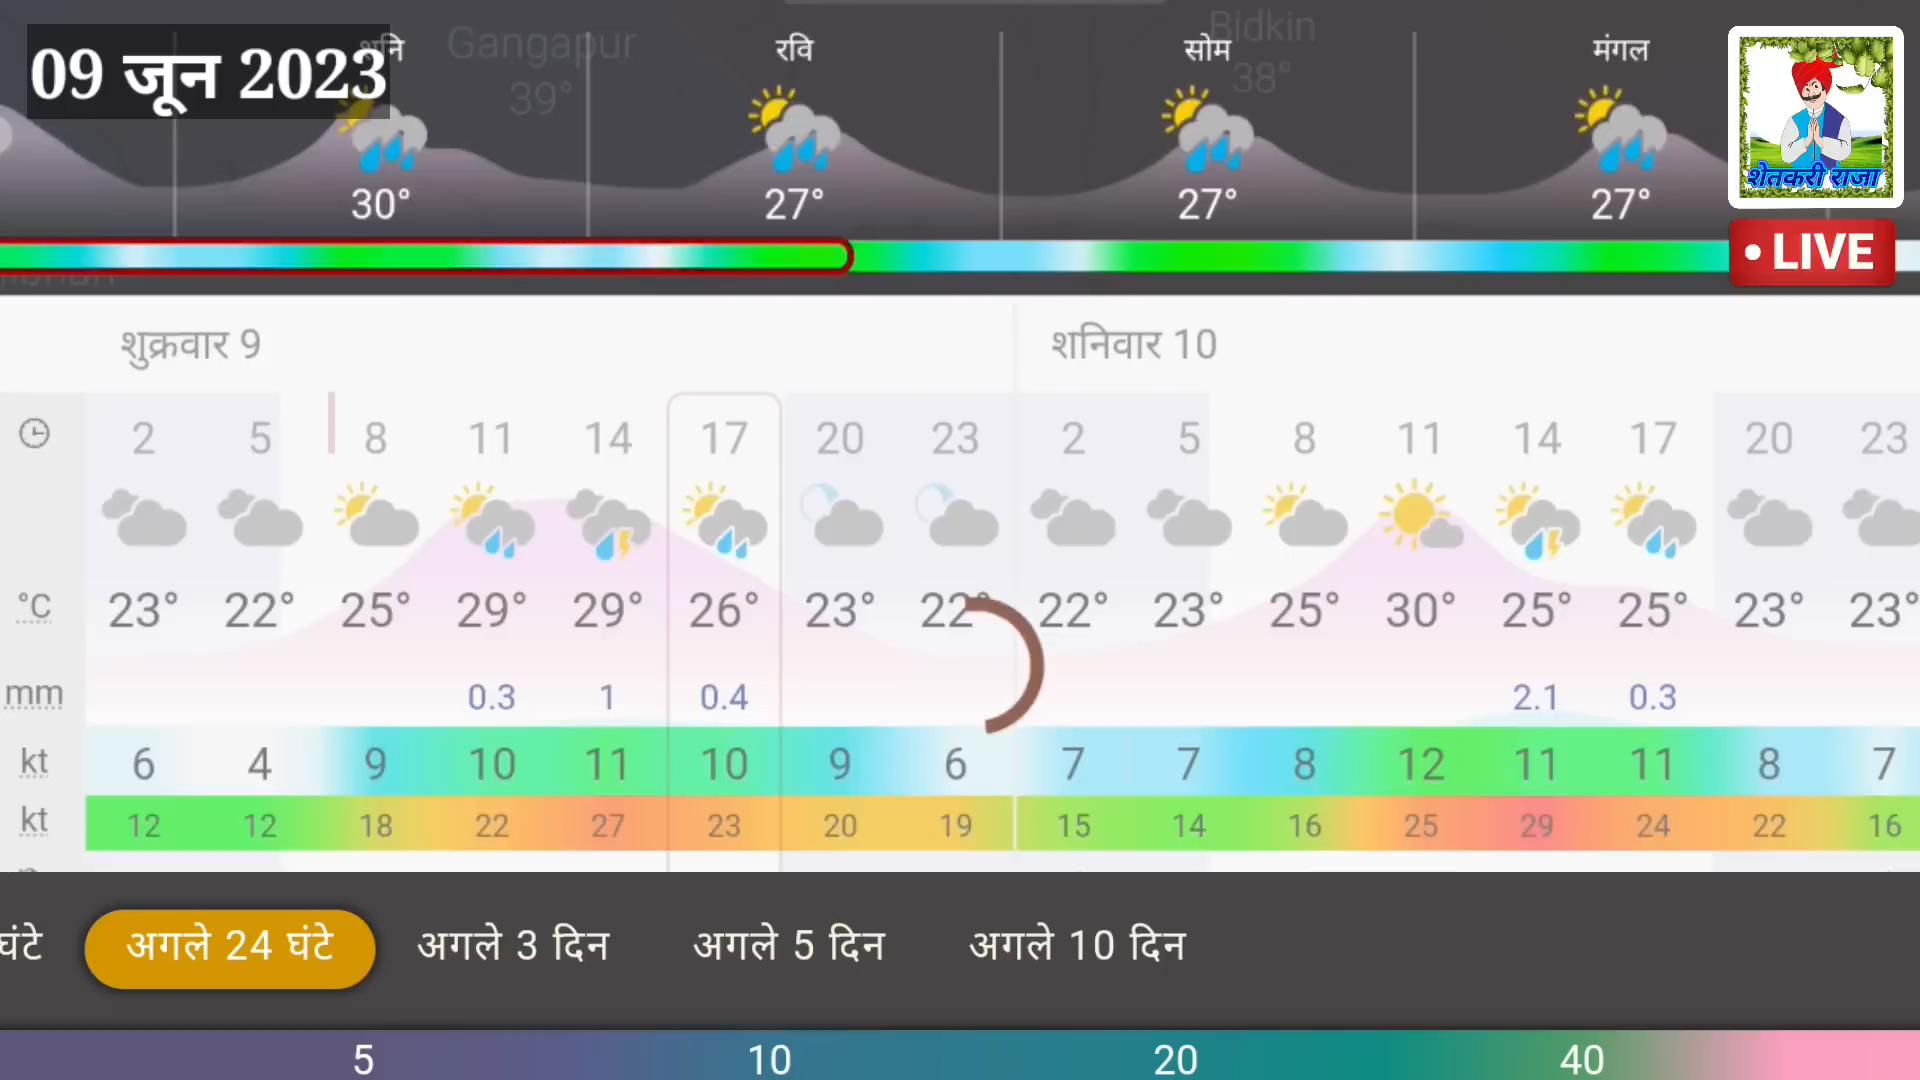 09 जून 2023
शनि
Gangapur
39°
रवि
Bidkin
38°
सोम
मंगल
शेतकरी राजा
30°
27°
27°
27°
LIVE
शुक्रवार 9
शनिवार 10
2 5 8 11 14 17 20 23 2 5 8 11 14 17 20 23
°C 23° 22° 25° 29° 29° 26° 23° 22° 22° 23° 25° 30° 25° 25° 23° 23°
mm 0.3 1 0.4 2.1 0.3
kt 6 4 9 10 11 10 9 6 7 7 8 12 11 11 8 7
kt 12 12 18 22 27 23 20 19 15 14 16 25 29 24 22 16
घंटे अगले 24 घंटे अगले 3 दिन अगले 5 दिन अगले 10 दिन
5 10 20 40